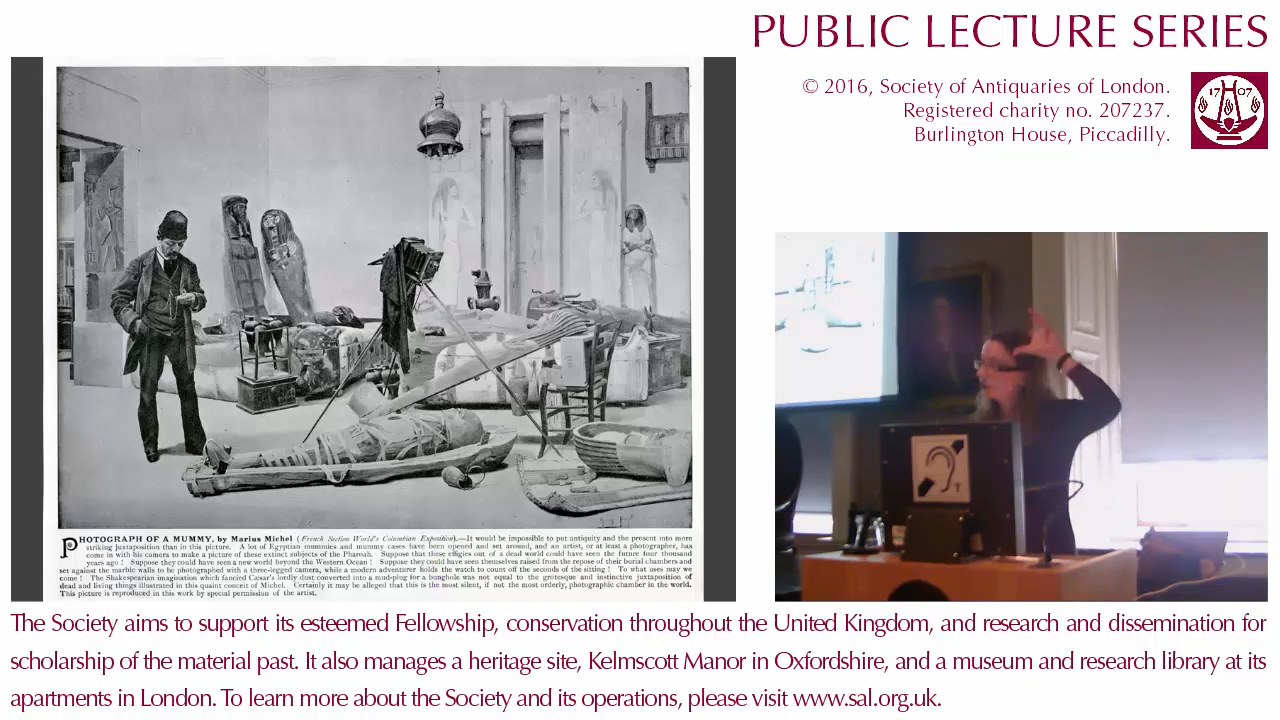 PUBLIC LECTURE SERIES
© 2016, Society of Antiquaries of London.
Registered charity no. 207237.
Burlington House, Piccadilly.
17 07
PHOTOGRAPH OF A MUMMY, by Marius Michel (French Section World's Columbian Exposition).—It would be impossible to put antiquity and the present into more
striking juxtaposition than in this picture. A lot of Egyptian mummies and mummy cases have been opened and set around, and an artist, or at least a photographer, has
come in with his camera to make a picture of these extinct subjects of the Pharaoh. Suppose that these effigies out of a dead world could have seen the future four thousand
years ago! Suppose they could have seen a new world beyond the Western Ocean! Suppose they could have seen themselves raised from the repose of their burial chambers and
set against the marble walls to be photographed with a three-legged camera, while a modern adventurer holds the watch to count off the seconds of the sitting! To what uses may we
come! The Shakespearian imagination which fancied Cæsar's lordly dust converted into a mud-plug for a bunghole was not equal to the grotesque and instinctive juxtaposition of
dead and living things illustrated in this quaint conceit of Michel. Certainly it may be alleged that this is the most silent, if not the most orderly, photographic chamber in the world.
This picture is reproduced in this work by special permission of the artist.
T
The Society aims to support its esteemed Fellowship, conservation throughout the United Kingdom, and research and dissemination for
scholarship of the material past. It also manages a heritage site, Kelmscott Manor in Oxfordshire, and a museum and research library at its
apartments in London. To learn more about the Society and its operations, please visit www.sal.org.uk.